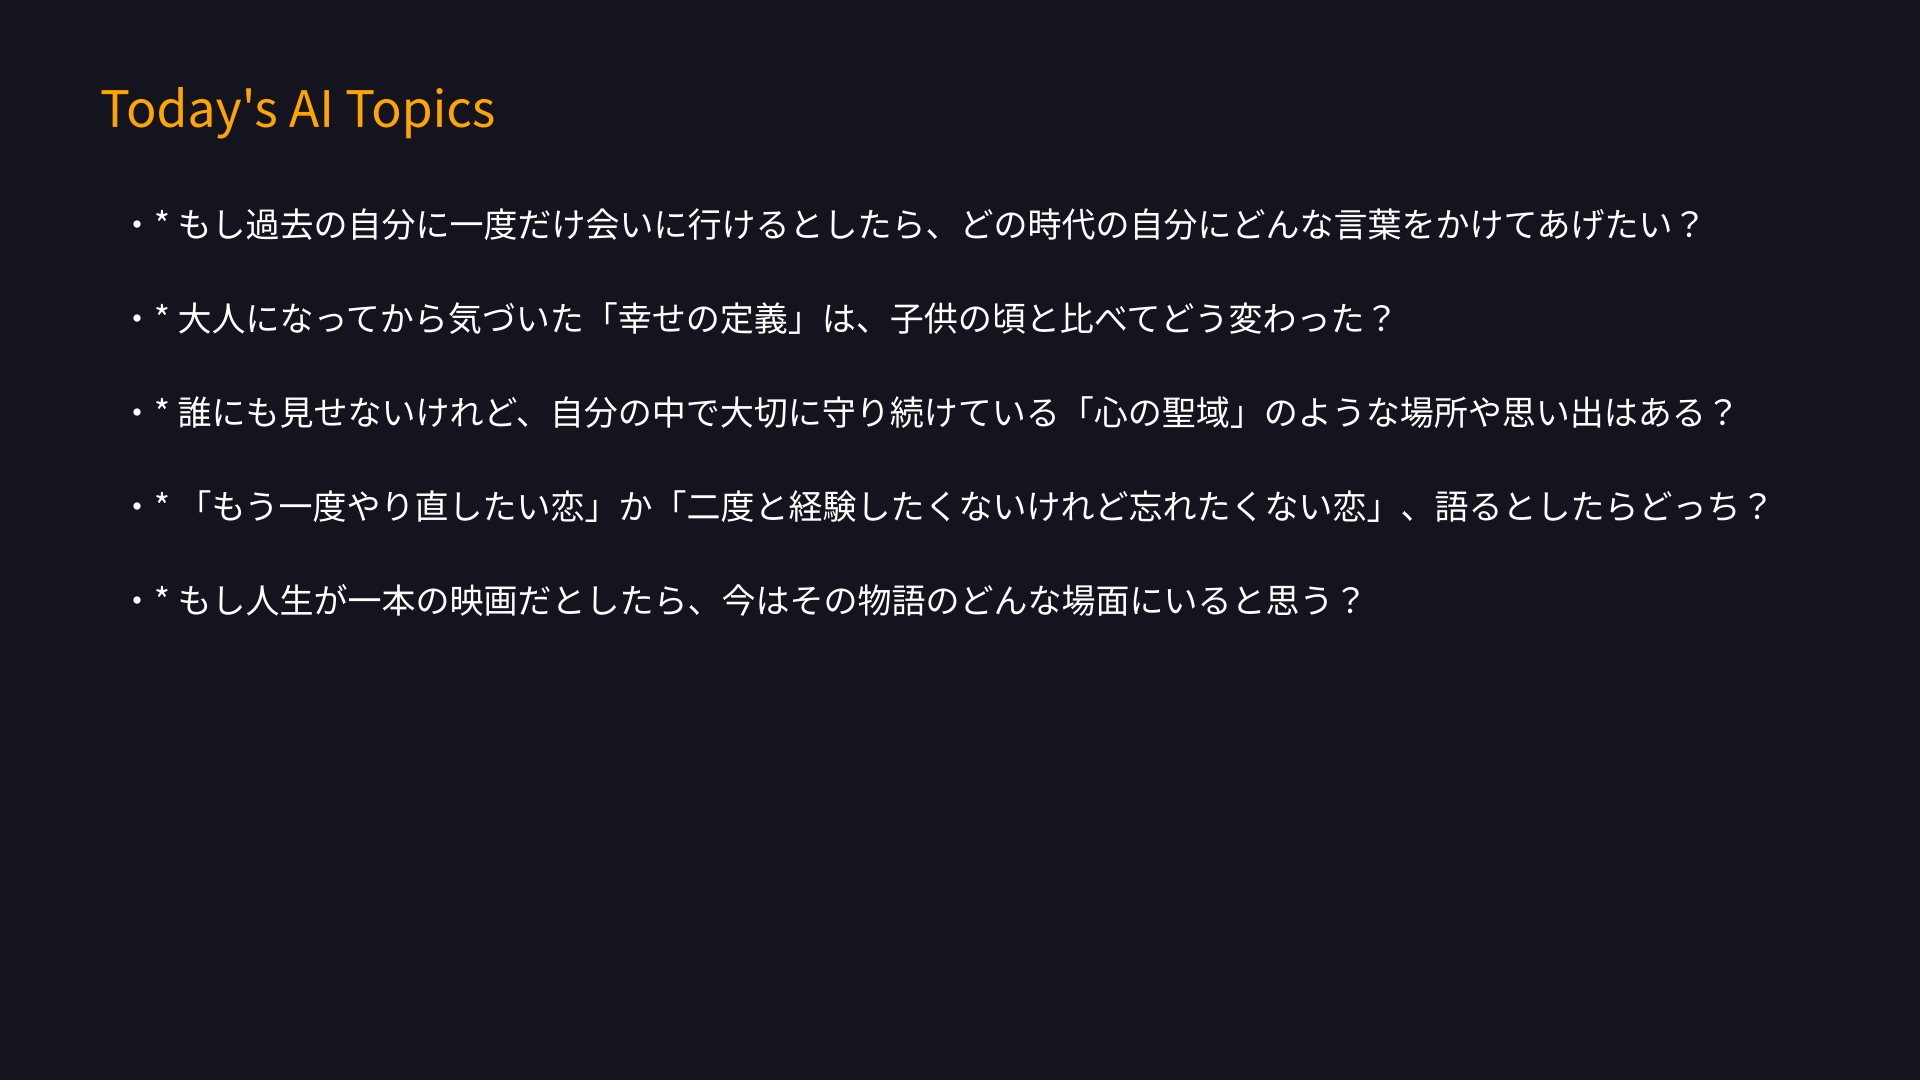 Today's AI Topics
・* もし過去の自分に一度だけ会いに行けるとしたら、どの時代の自分にどんな言葉をかけてあげたい？
・* 大人になってから気づいた「幸せの定義」は、子供の頃と比べてどう変わった？
・* 誰にも見せないけれど、自分の中で大切に守り続けている「心の聖域」のような場所や思い出はある？
・* 「もう一度やり直したい恋」か「二度と経験したくないけれど忘れたくない恋」、語るとしたらどっち？
・* もし人生が一本の映画だとしたら、今はその物語のどんな場面にいると思う？